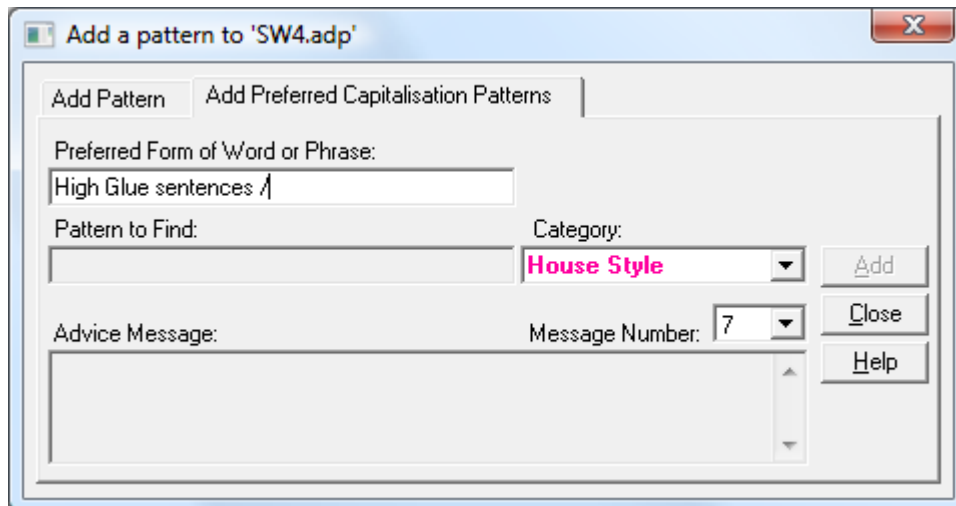 Add a pattern to 'SW4.adp'
Add Pattern
Add Preferred Capitalisation Patterns
Preferred Form of Word or Phrase:
High Glue sentences /
Pattern to Find:
Category:
House Style
Add
Close
Advice Message:
Message Number:
7
Help